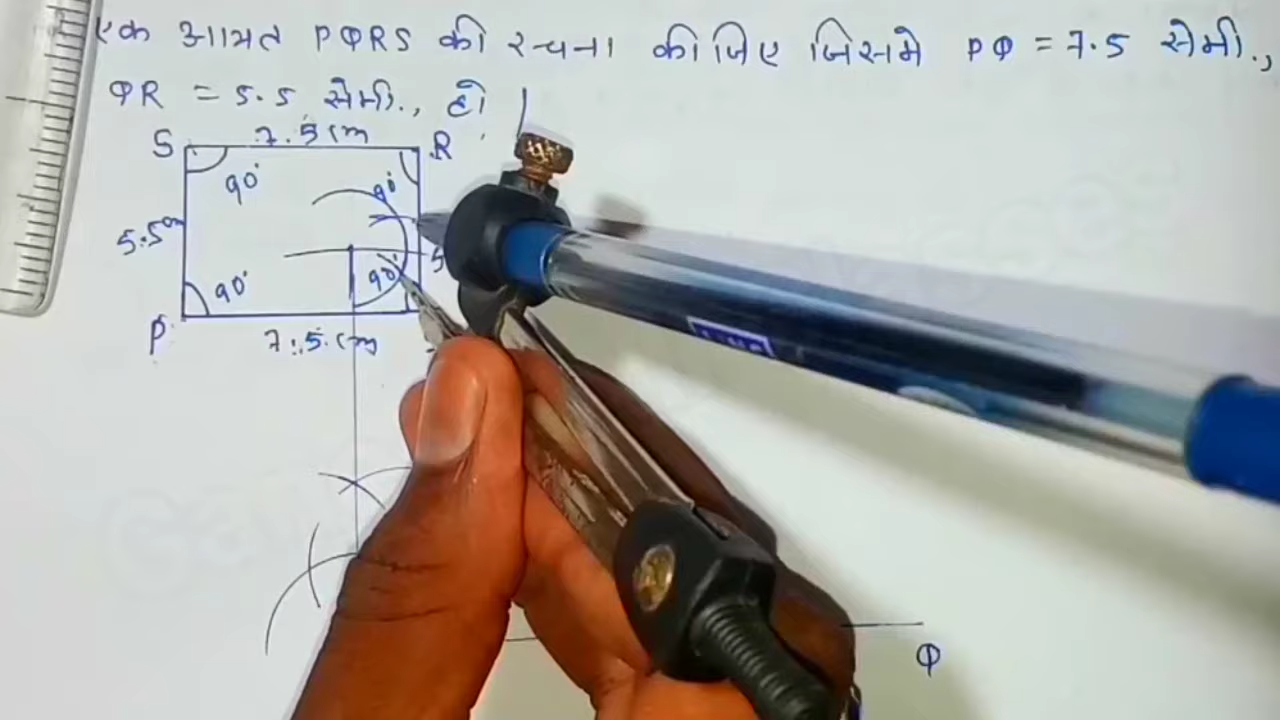 एक आयत PQRS की रचना कीजिए जिसमे PQ = 7.5 सेमी.,
QR = 5.5 सेमी., हो
S 7.5 cm R
90° 90°
5.5 cm 5
90° 90°
P 7.5 cm
Q